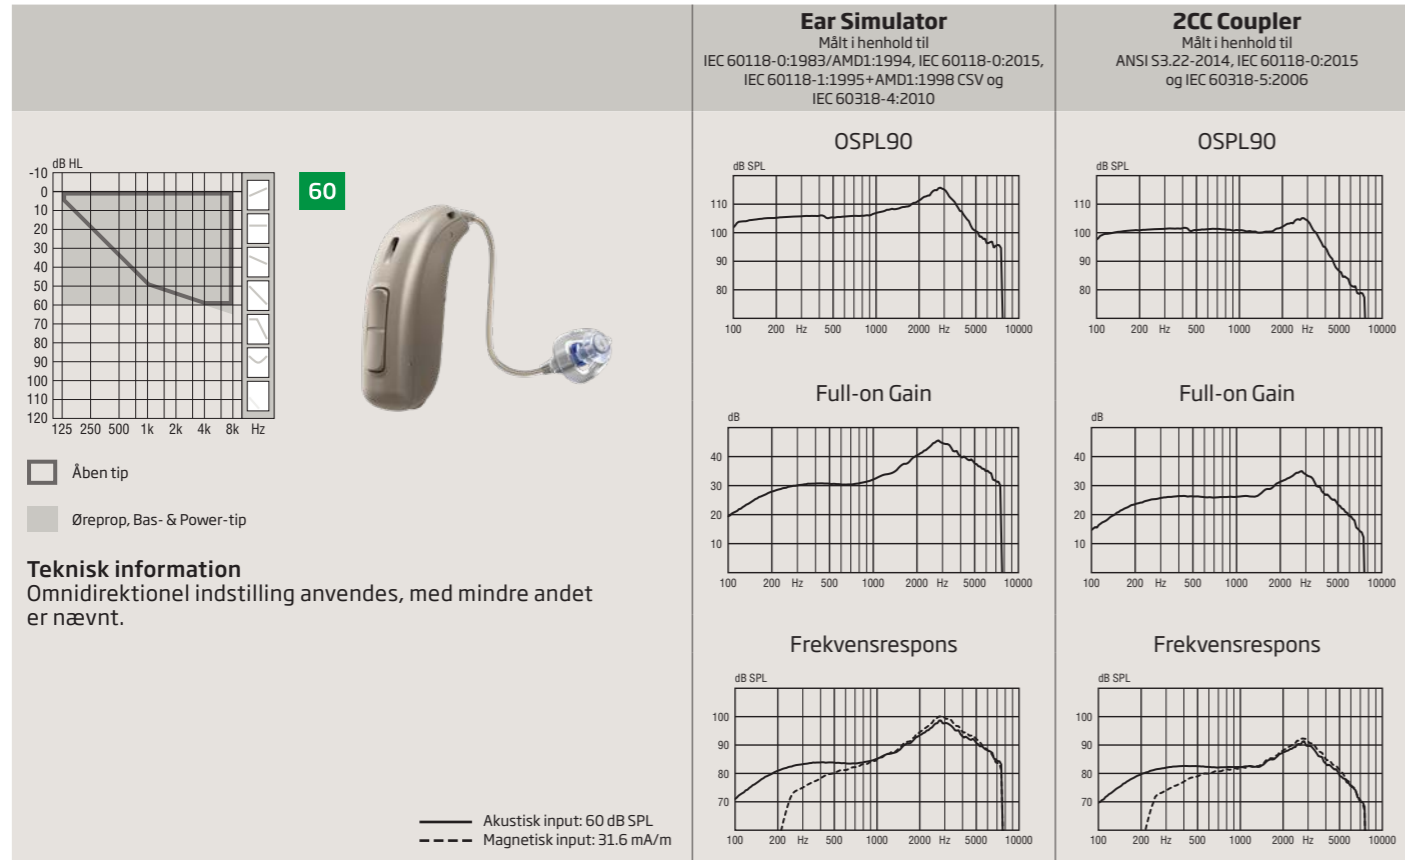 Ear Simulator
Målt i henhold til
IEC 60118-0:1983/AMD1:1994, IEC 60118-0:2015,
IEC 60118-1:1995+AMD1:1998 CSV og
IEC 60318-4:2010
2CC Coupler
Målt i henhold til
ANSI S3.22-2014, IEC 60118-0:2015
og IEC 60318-5:2006
dB HL
-10
0
10
20
30
40
50
60
70
80
90
100
110
120
125 250 500 1k 2k 4k 8k Hz
60
Åben tip
Øreprop, Bas- & Power-tip
Teknisk information
Omnidirektionel indstilling anvendes, med mindre andet
er nævnt.
Akustisk input: 60 dB SPL
Magnetisk input: 31.6 mA/m
OSPL90
dB SPL
110
100
90
80
100 200 Hz 500 1000 2000 Hz 5000 10000
OSPL90
dB SPL
110
100
90
80
100 200 Hz 500 1000 2000 Hz 5000 10000
Full-on Gain
dB
40
30
20
10
100 200 Hz 500 1000 2000 Hz 5000 10000
Full-on Gain
dB
40
30
20
10
100 200 Hz 500 1000 2000 Hz 5000 10000
Frekvensrespons
dB SPL
100
90
80
70
100 200 Hz 500 1000 2000 Hz 5000 10000
Frekvensrespons
dB SPL
100
90
80
70
100 200 Hz 500 1000 2000 Hz 5000 10000